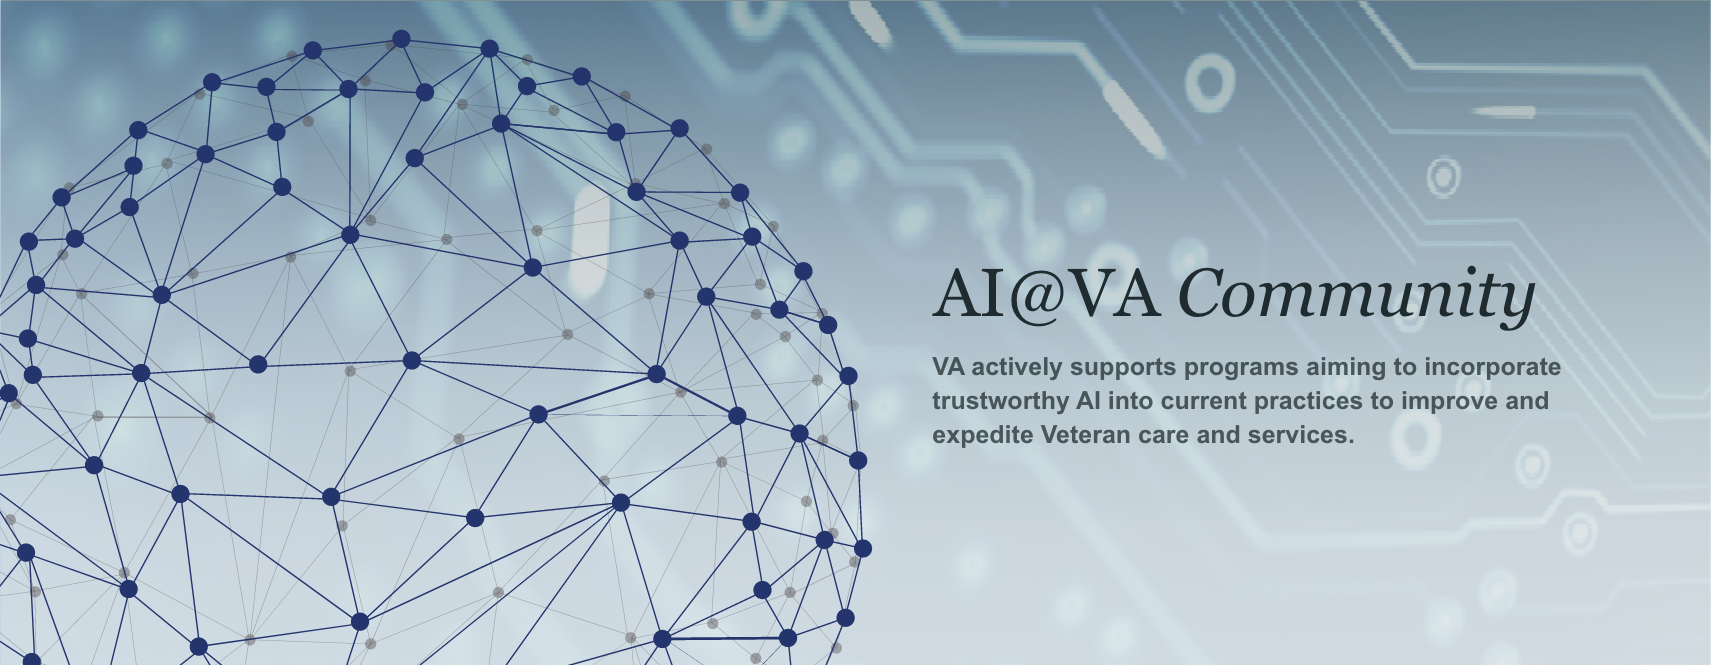 AI@VA Community
VA actively supports programs aiming to incorporate
trustworthy AI into current practices to improve and
expedite Veteran care and services.